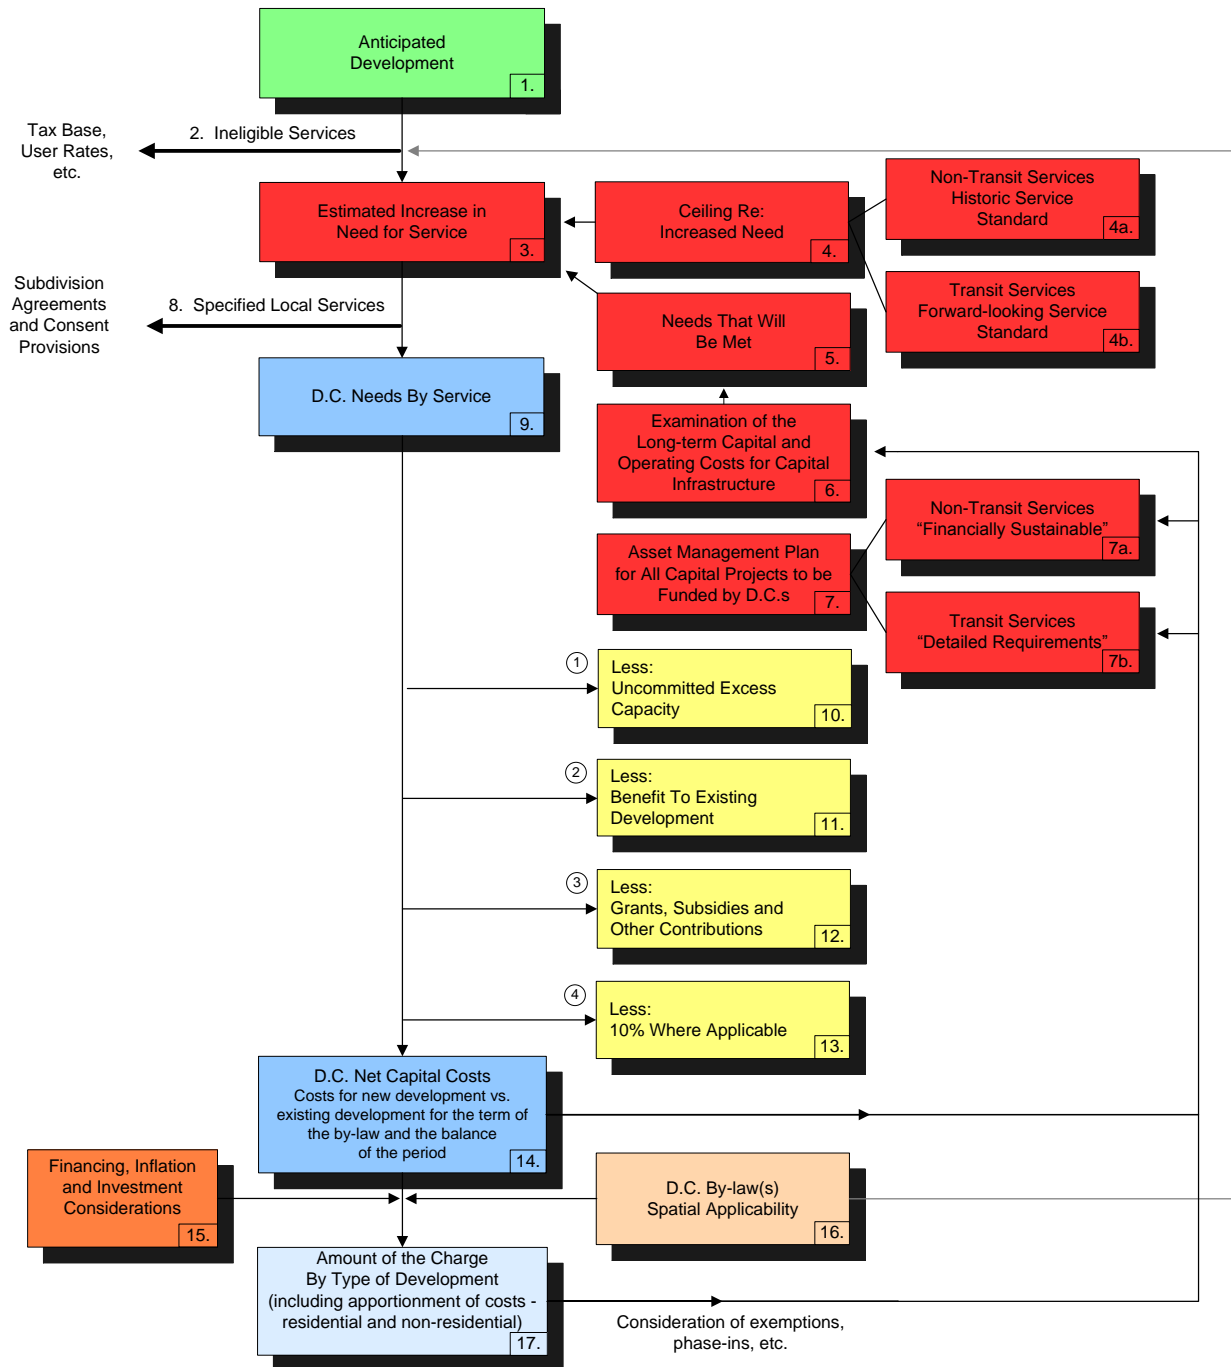 Anticipated
Development
1.
Tax Base,
User Rates,
etc.
2. Ineligible Services
Estimated Increase in
Need for Service
3.
Ceiling Re:
Increased Need
4.
Non-Transit Services
Historic Service
Standard
4a.
Transit Services
Forward-looking Service
Standard
4b.
Subdivision
Agreements
and Consent
Provisions
8. Specified Local Services
Needs That Will
Be Met
5.
D.C. Needs By Service
9.
Examination of the
Long-term Capital and
Operating Costs for Capital
Infrastructure
6.
Asset Management Plan
for All Capital Projects to be
Funded by D.C.s
7.
Non-Transit Services
“Financially Sustainable”
7a.
Transit Services
“Detailed Requirements”
7b.
1
Less:
Uncommitted Excess
Capacity
10.
2
Less:
Benefit To Existing
Development
11.
3
Less:
Grants, Subsidies and
Other Contributions
12.
4
Less:
10% Where Applicable
13.
D.C. Net Capital Costs
Costs for new development vs.
existing development for the term of
the by-law and the balance
of the period
14.
Financing, Inflation
and Investment
Considerations
15.
D.C. By-law(s)
Spatial Applicability
16.
Amount of the Charge
By Type of Development
(including apportionment of costs -
residential and non-residential)
17.
Consideration of exemptions,
phase-ins, etc.